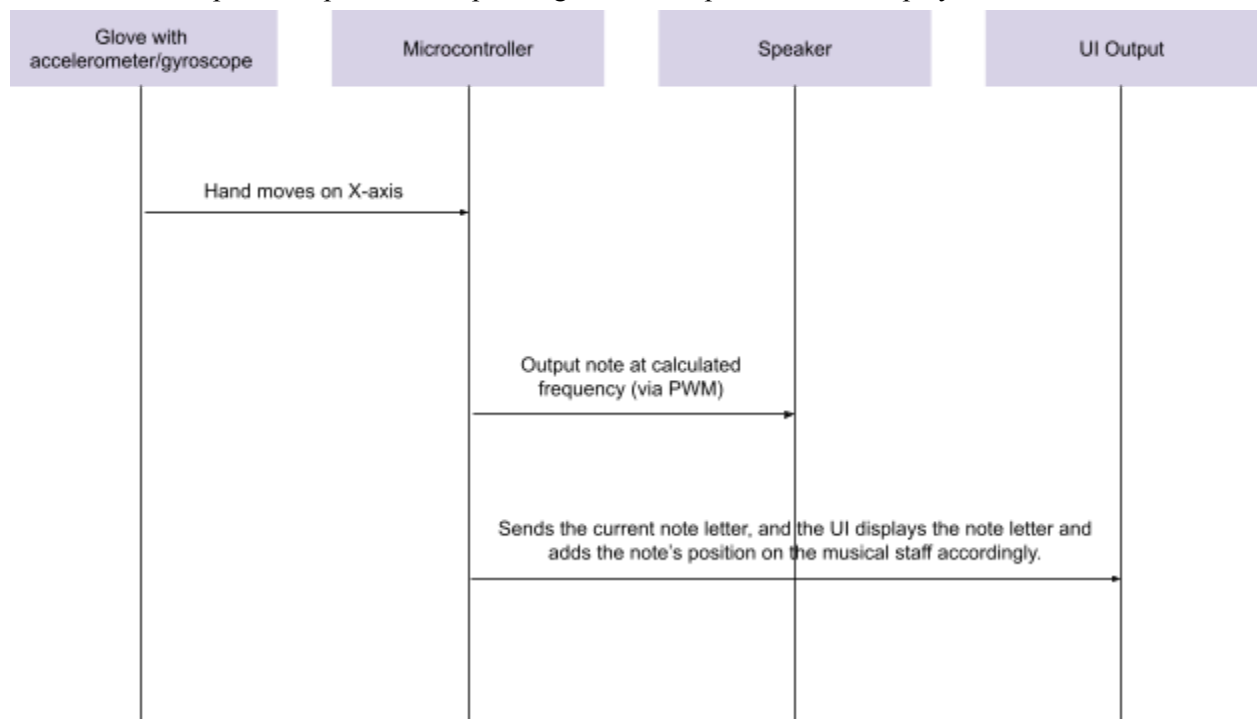 Glove with
accelerometer/gyroscope
Microcontroller
Speaker
UI Output
Hand moves on X-axis
Output note at calculated
frequency (via PWM)
Sends the current note letter, and the UI displays the note letter and
adds the note's position on the musical staff accordingly.